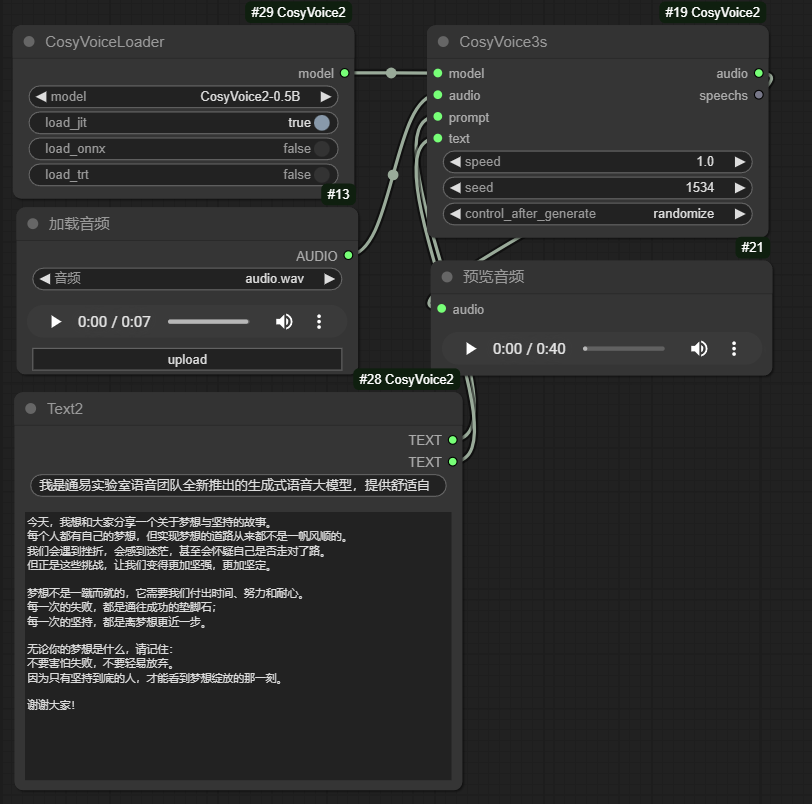 #29 CosyVoice2
CosyVoiceLoader
model
model
CosyVoice2-0.5B
load_jit
true
load_onnx
false
load_trt
false
#13
加载音频
AUDIO
音频
audio.wav
0:00 / 0:07
upload
#19 CosyVoice2
CosyVoice3s
model
audio
audio
speechs
prompt
text
speed
1.0
seed
1534
control_after_generate
randomize
#21
预览音频
audio
0:00 / 0:40
#28 CosyVoice2
Text2
TEXT
TEXT
我是通易实验室语音团队全新推出的生成式语音大模型，提供舒适自
今天，我想和大家分享一个关于梦想与坚持的故事。
每个人都有自己的梦想，但实现梦想的道路从来都不是一帆风顺的。
我们会遇到挫折，会感到迷茫，甚至会怀疑自己是否走对了路。
但正是这些挑战，让我们变得更加坚强，更加坚定。
梦想不是一蹴而就的，它需要我们付出时间、努力和耐心。
每一次的失败，都是通往成功的垫脚石；
每一次的坚持，都是离梦想更近一步。
无论你的梦想是什么，请记住：
不要害怕失败，不要轻易放弃。
因为只有坚持到底的人，才能看到梦想绽放的那一刻。
谢谢大家！